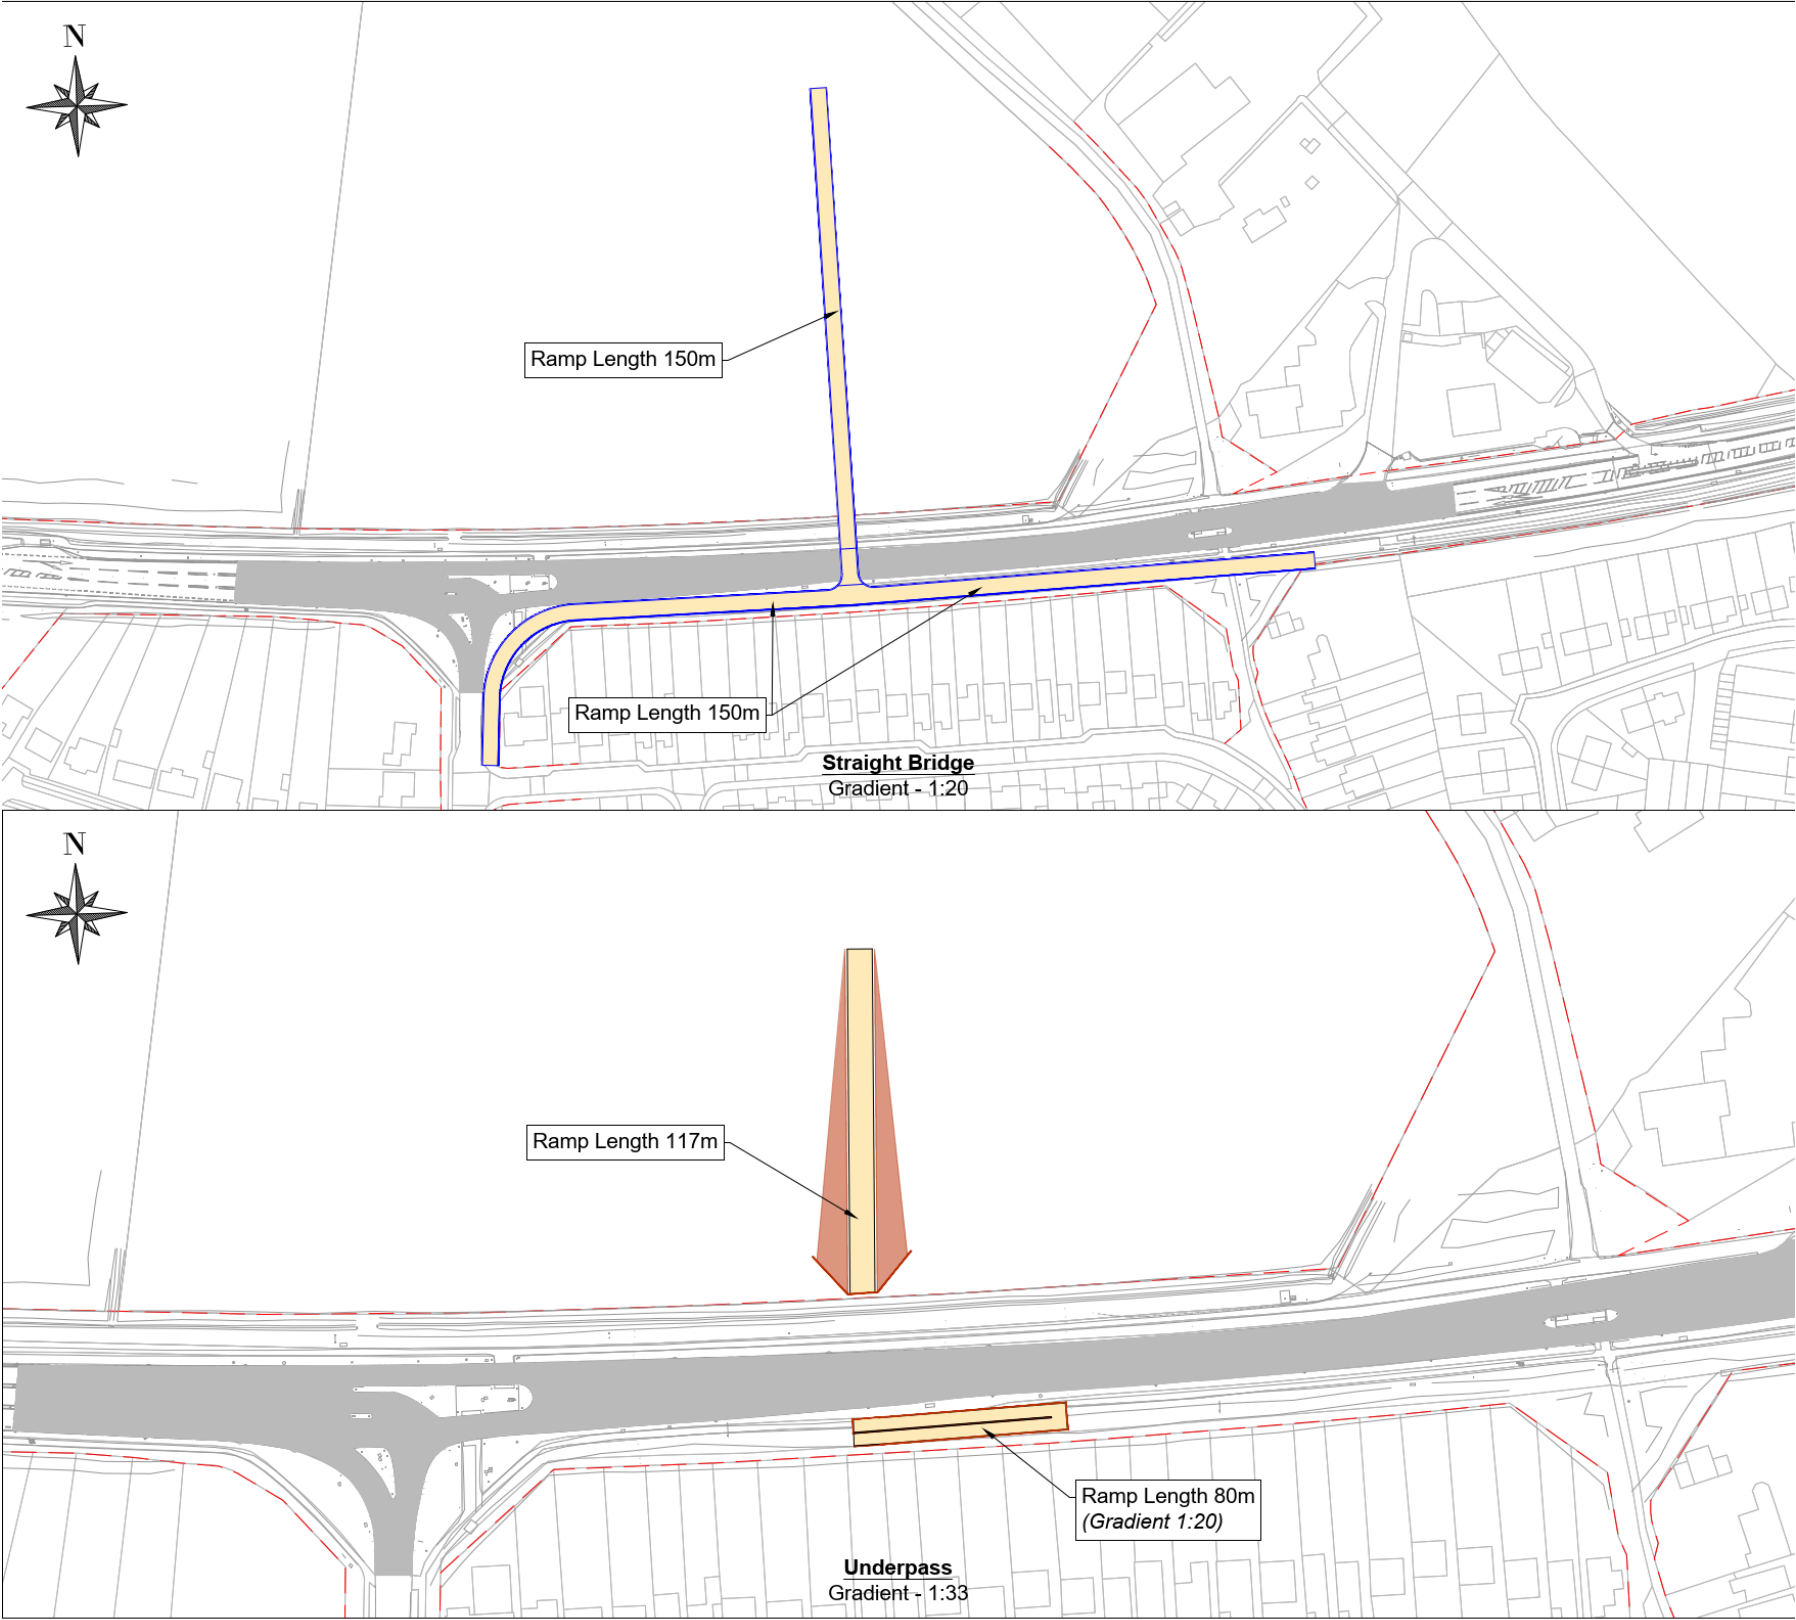 N
Ramp Length 150m
Ramp Length 150m
Straight Bridge
Gradient - 1:20
N
Ramp Length 117m
Ramp Length 80m
(Gradient 1:20)
Underpass
Gradient - 1:33